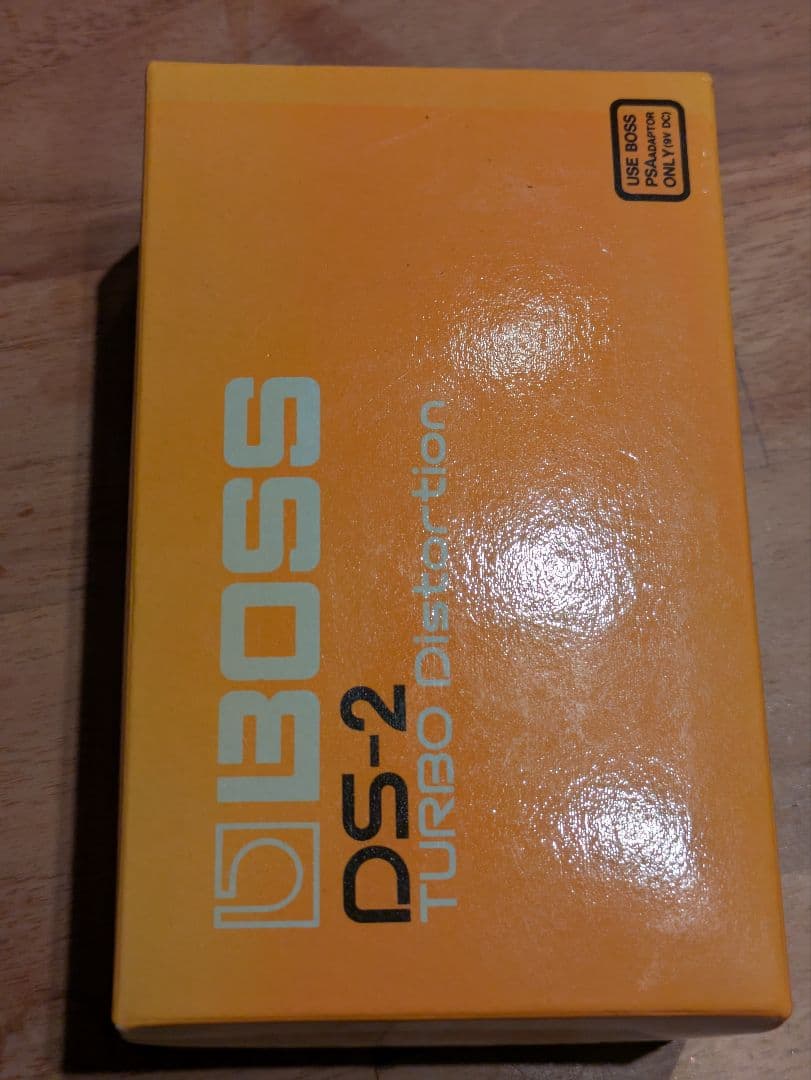 BOSS
DS-2
TURBO Distortion
USE BOSS
PSA ADAPTOR
ONLY (9V DC)